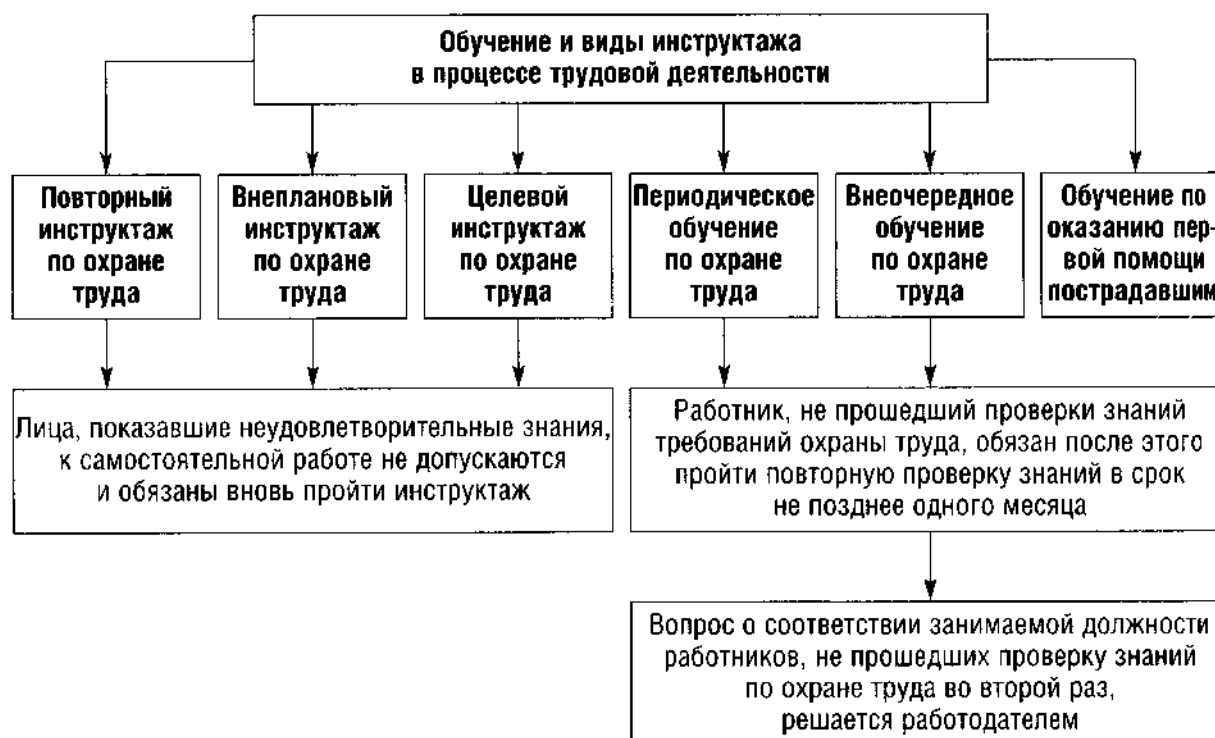 Обучение и виды инструктажа
в процессе трудовой деятельности
Повторный
инструктаж
по охране
труда
Внеплановый
инструктаж
по охране
труда
Целевой
инструктаж
по охране
труда
Периодическое
обучение
по охране
труда
Внеочередное
обучение
по охране
труда
Обучение по
оказанию пер-
вой помощи
пострадавшим
Лица, показавшие неудовлетворительные знания,
к самостоятельной работе не допускаются
и обязаны вновь пройти инструктаж
Работник, не прошедший проверки знаний
требований охраны труда, обязан после этого
пройти повторную проверку знаний в срок
не позднее одного месяца
Вопрос о соответствии занимаемой должности
работников, не прошедших проверку знаний
по охране труда во второй раз,
решается работодателем